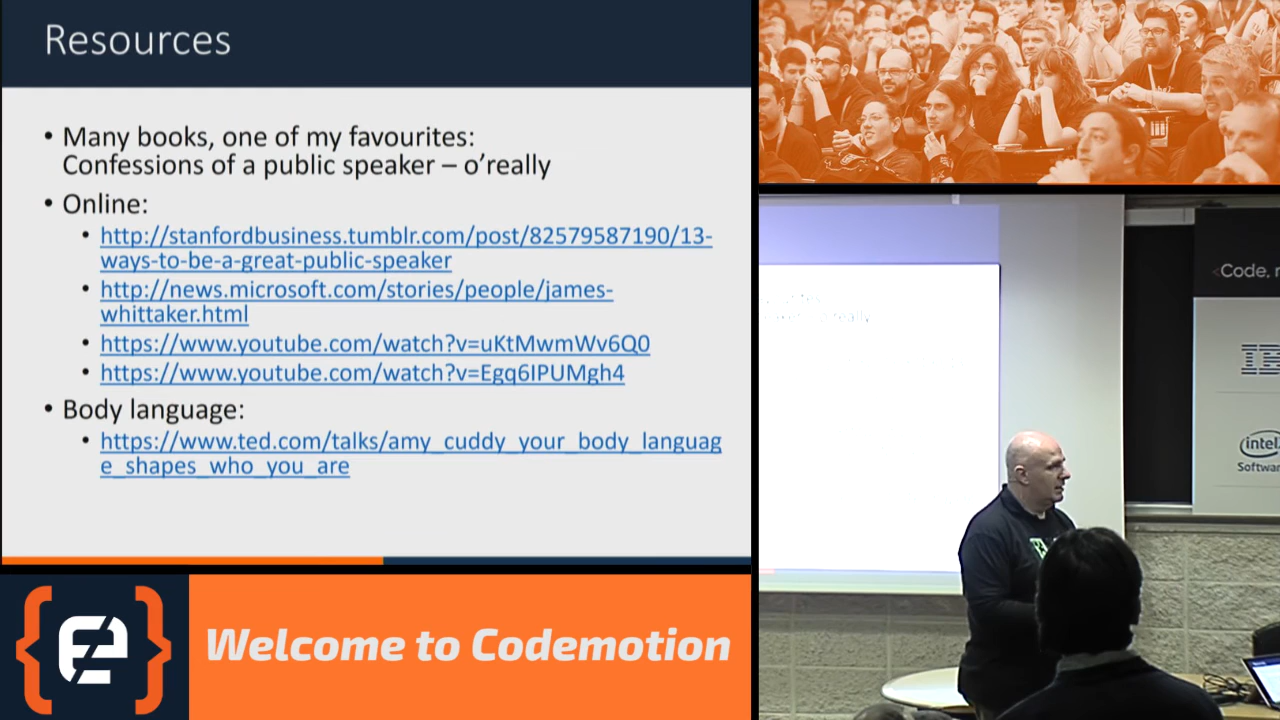 Resources
• Many books, one of my favourites:
Confessions of a public speaker – o’really
• Online:
• http://stanfordbusiness.tumblr.com/post/82579587190/13-
ways-to-be-a-great-public-speaker
• http://news.microsoft.com/stories/people/james-
whittaker.html
• https://www.youtube.com/watch?v=uKtMwmWv6Q0
• https://www.youtube.com/watch?v=Egq6IPUMgh4
• Body language:
• https://www.ted.com/talks/amy_cuddy_your_body_languag
e_shapes_who_you_are
Welcome to Codemotion
really
<Code,
IBM
intel
Software